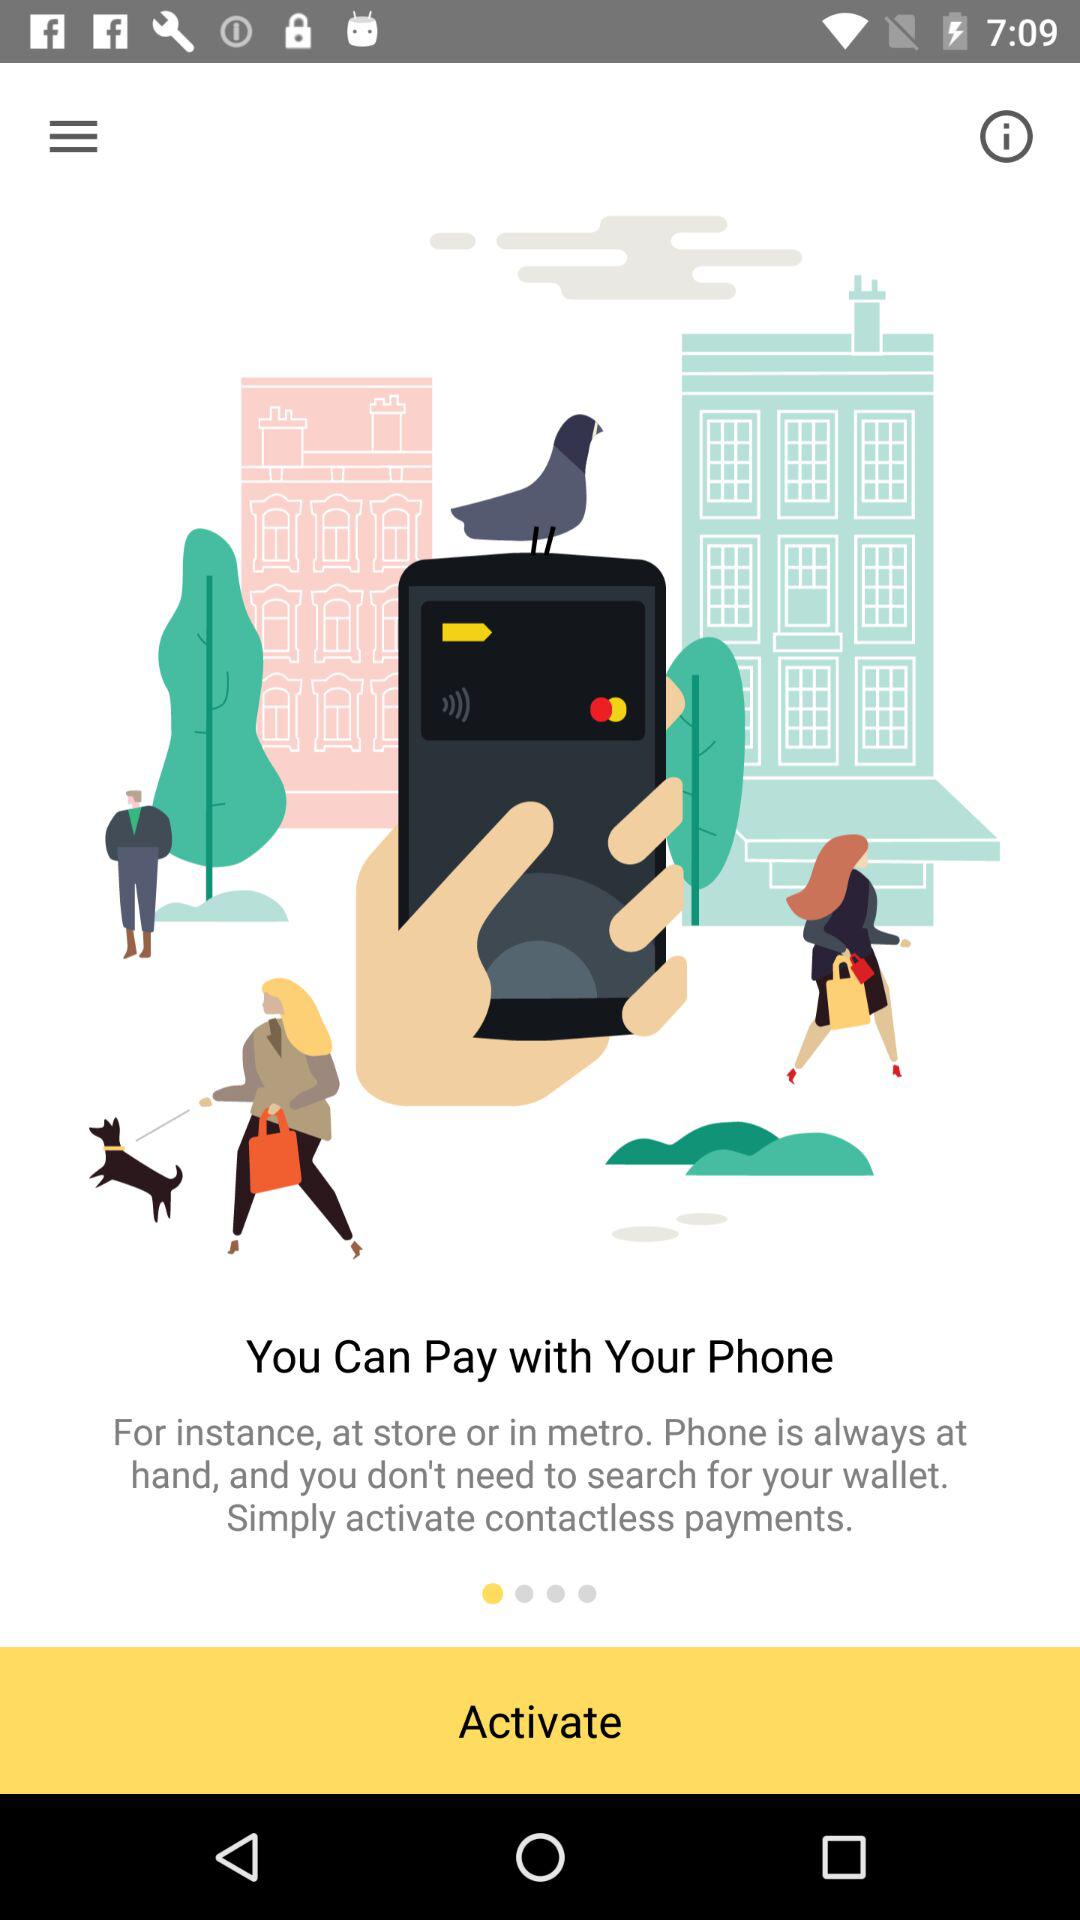 7:09
You Can Pay with Your Phone
For instance, at store or in metro. Phone is always at
hand, and you don't need to search for your wallet.
Simply activate contactless payments.
Activate